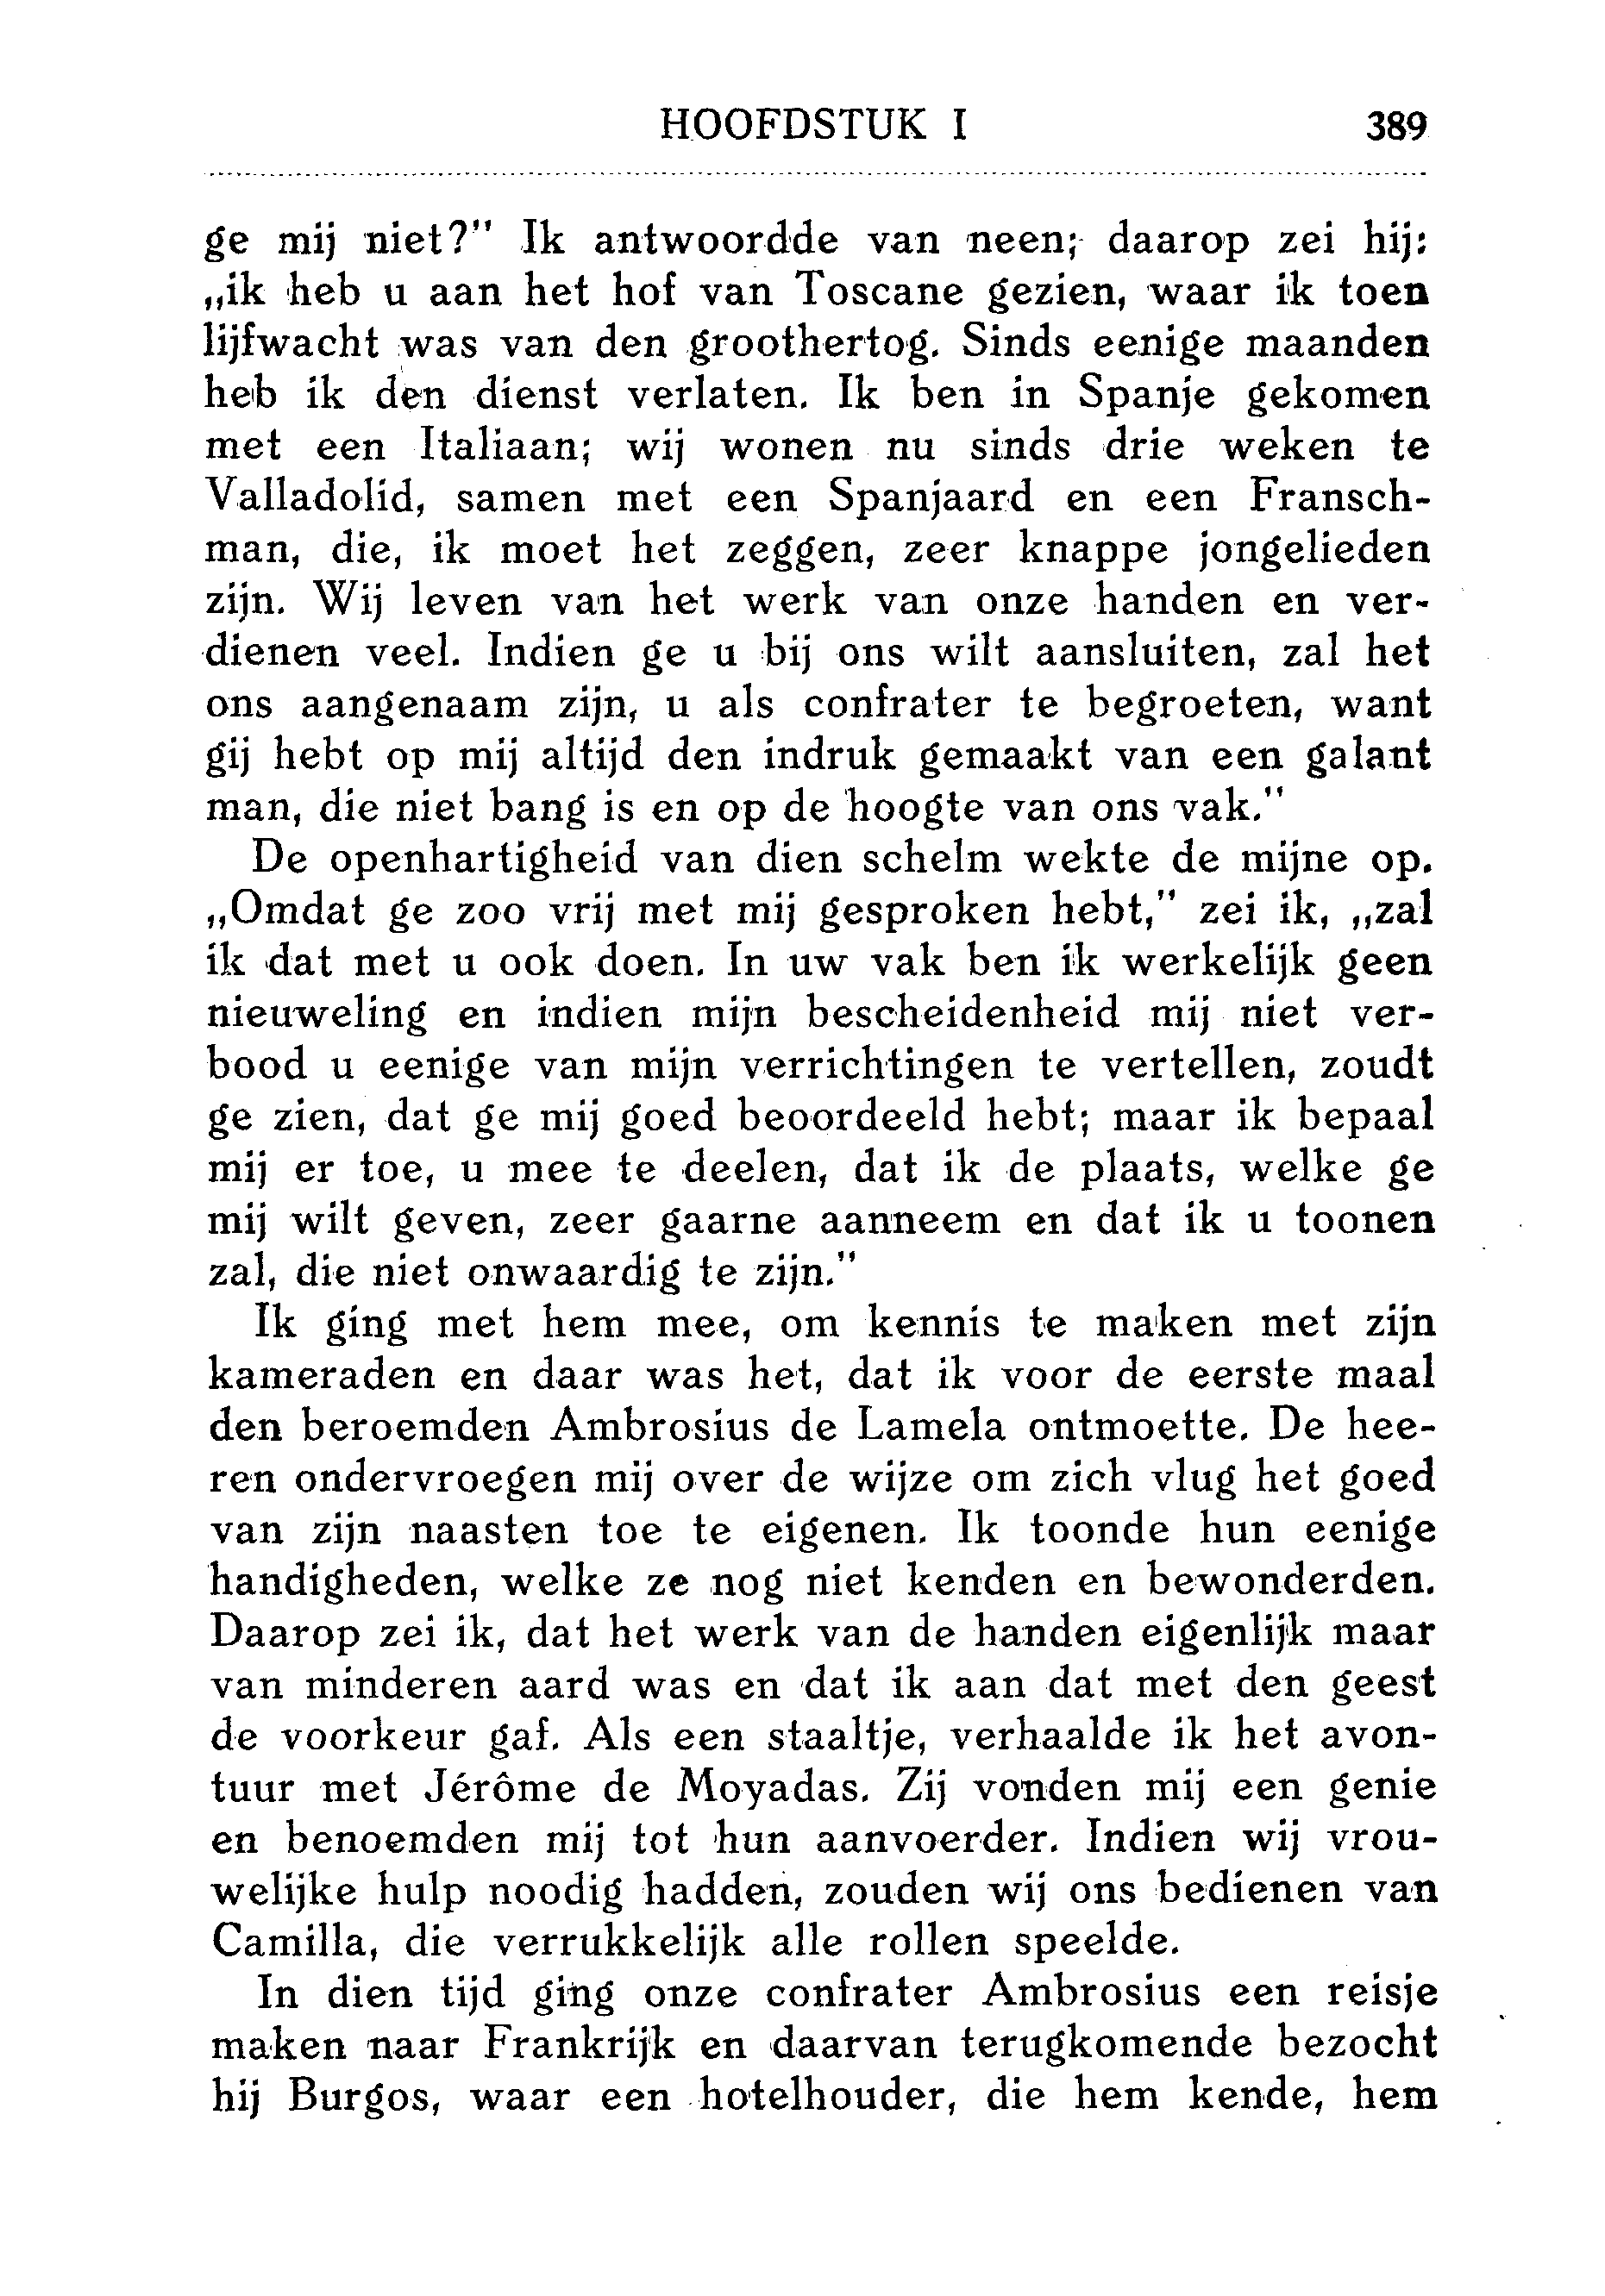 HOOFDSTUK I 389
ge mij niet?" Ik antwoordde van neen; daarop zei hij:
„ik heb u aan het hof van Toscane gezien, waar ik toen
lijfwacht was van den groothertog. Sinds eenige maanden
heb ik den dienst verlaten. Ik ben in Spanje gekomen
met een Italiaan; wij wonen nu sinds drie weken te
Valladolid, samen met een Spanjaard en een Fransch-
man, die, ik moet het zeggen, zeer knappe jongelieden
zijn. Wij leven van het werk van onze handen en ver-
dienen veel. Indien ge u bij ons wilt aansluiten, zal het
ons aangenaam zijn, u als confrater te begroeten, want
gij hebt op mij altijd den indruk gemaakt van een galant
man, die niet bang is en op de hoogte van ons vak."
De openhartigheid van dien schelm wekte de mijne op.
„Omdat ge zoo vrij met mij gesproken hebt," zei ik, „zal
ik dat met u ook doen. In uw vak ben ik werkelijk geen
nieuweling en indien mijn bescheidenheid mij niet ver-
bood u eenige van mijn verrichtingen te vertellen, zoudt
ge zien, dat ge mij goed beoordeeld hebt; maar ik bepaal
mij er toe, u mee te deelen, dat ik de plaats, welke ge
mij wilt geven, zeer gaarne aanneem en dat ik u toonen
zal, die niet onwaardig te zijn."
Ik ging met hem mee, om kennis te maken met zijn
kameraden en daar was het, dat ik voor de eerste maal
den beroemden Ambrosius de Lamela ontmoette. De hee-
ren ondervroegen mij over de wijze om zich vlug het goed
van zijn naasten toe te eigenen. Ik toonde hun eenige
handigheden, welke ze nog niet kenden en bewonderden.
Daarop zei ik, dat het werk van de handen eigenlijk maar
van minderen aard was en dat ik aan dat met den geest
de voorkeur gaf. Als een staaltje, verhaalde ik het avon-
tuur met Jérôme de Moyadas. Zij vonden mij een genie
en benoemden mij tot hun aanvoerder. Indien wij vrou-
welijke hulp noodig hadden, zouden wij ons bedienen van
Camilla, die verrukkelijk alle rollen speelde.
In dien tijd ging onze confrater Ambrosius een reisje
maken naar Frankrijk en daarvan terugkomende bezocht
hij Burgos, waar een hotelhouder, die hem kende, hem